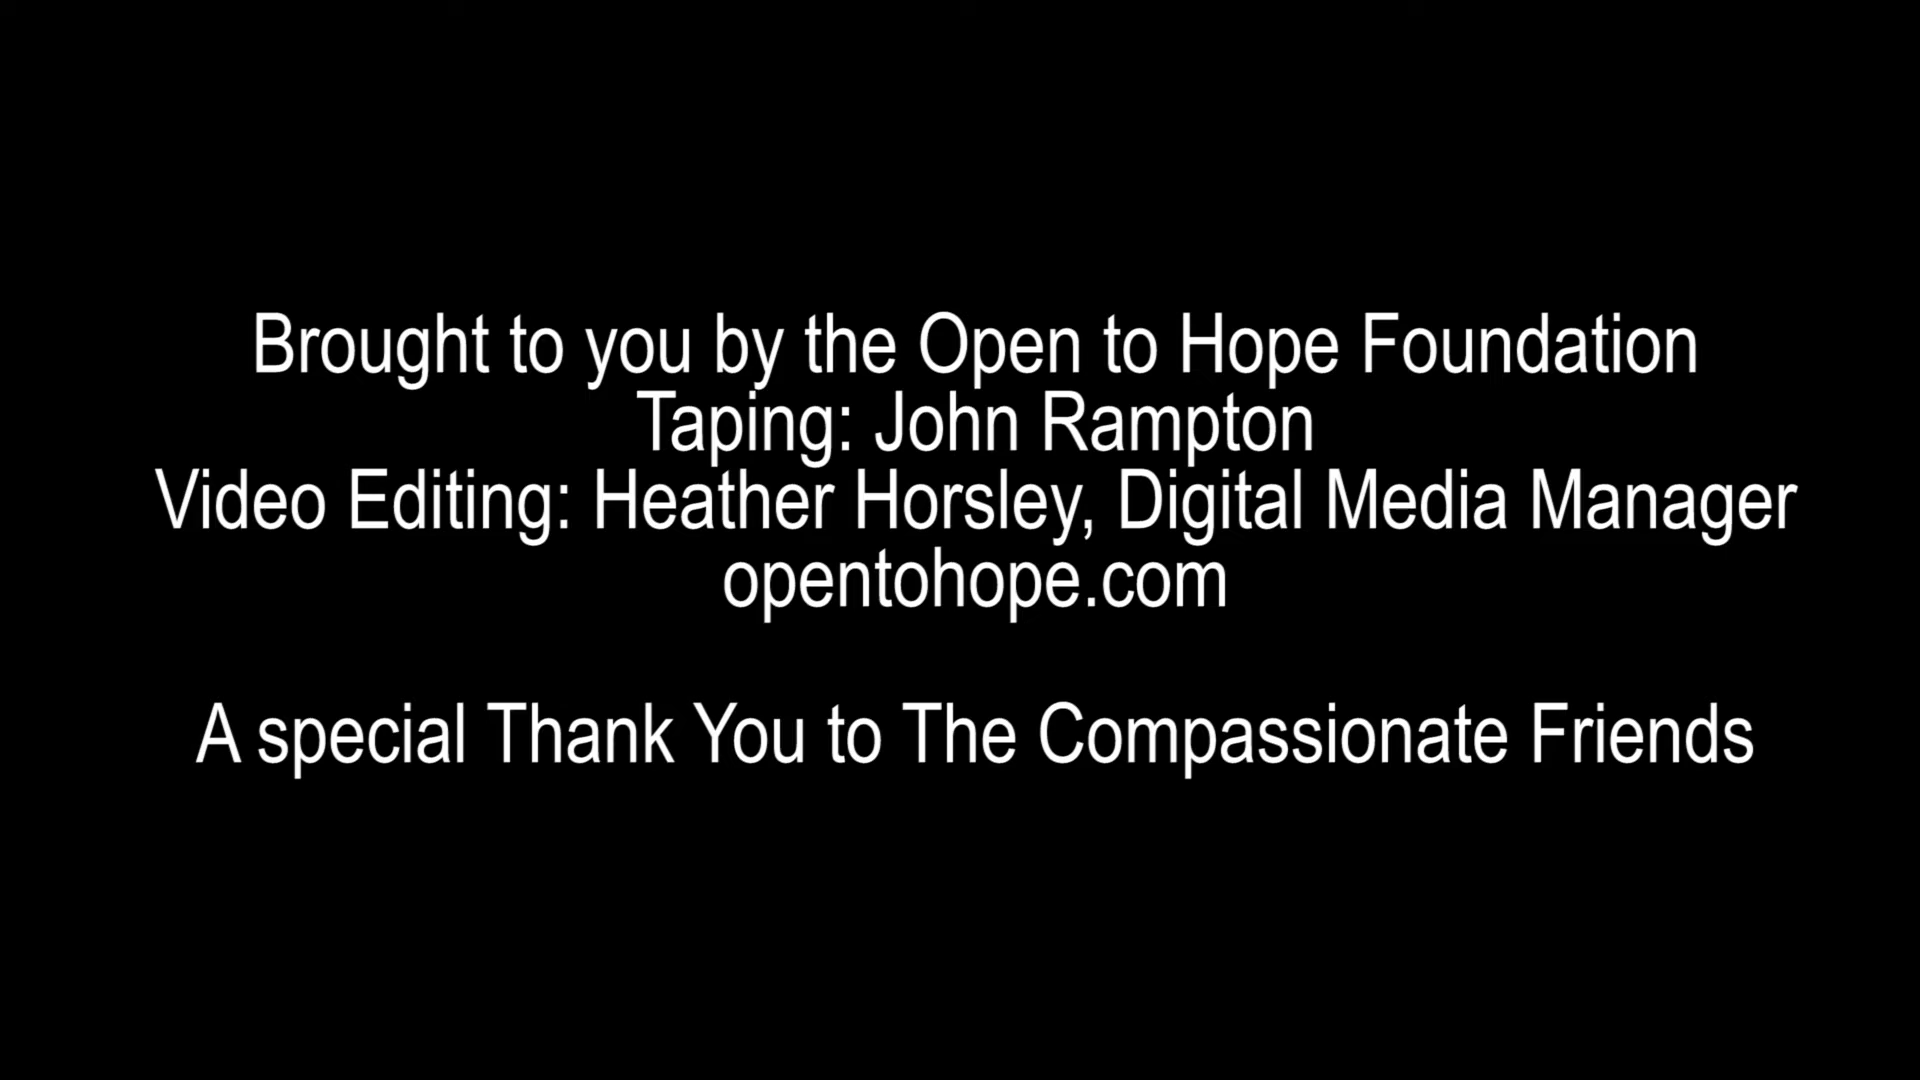 Brought to you by the Open to Hope Foundation
Taping: John Rampton
Video Editing: Heather Horsley, Digital Media Manager
opentohope.com
A special Thank You to The Compassionate Friends